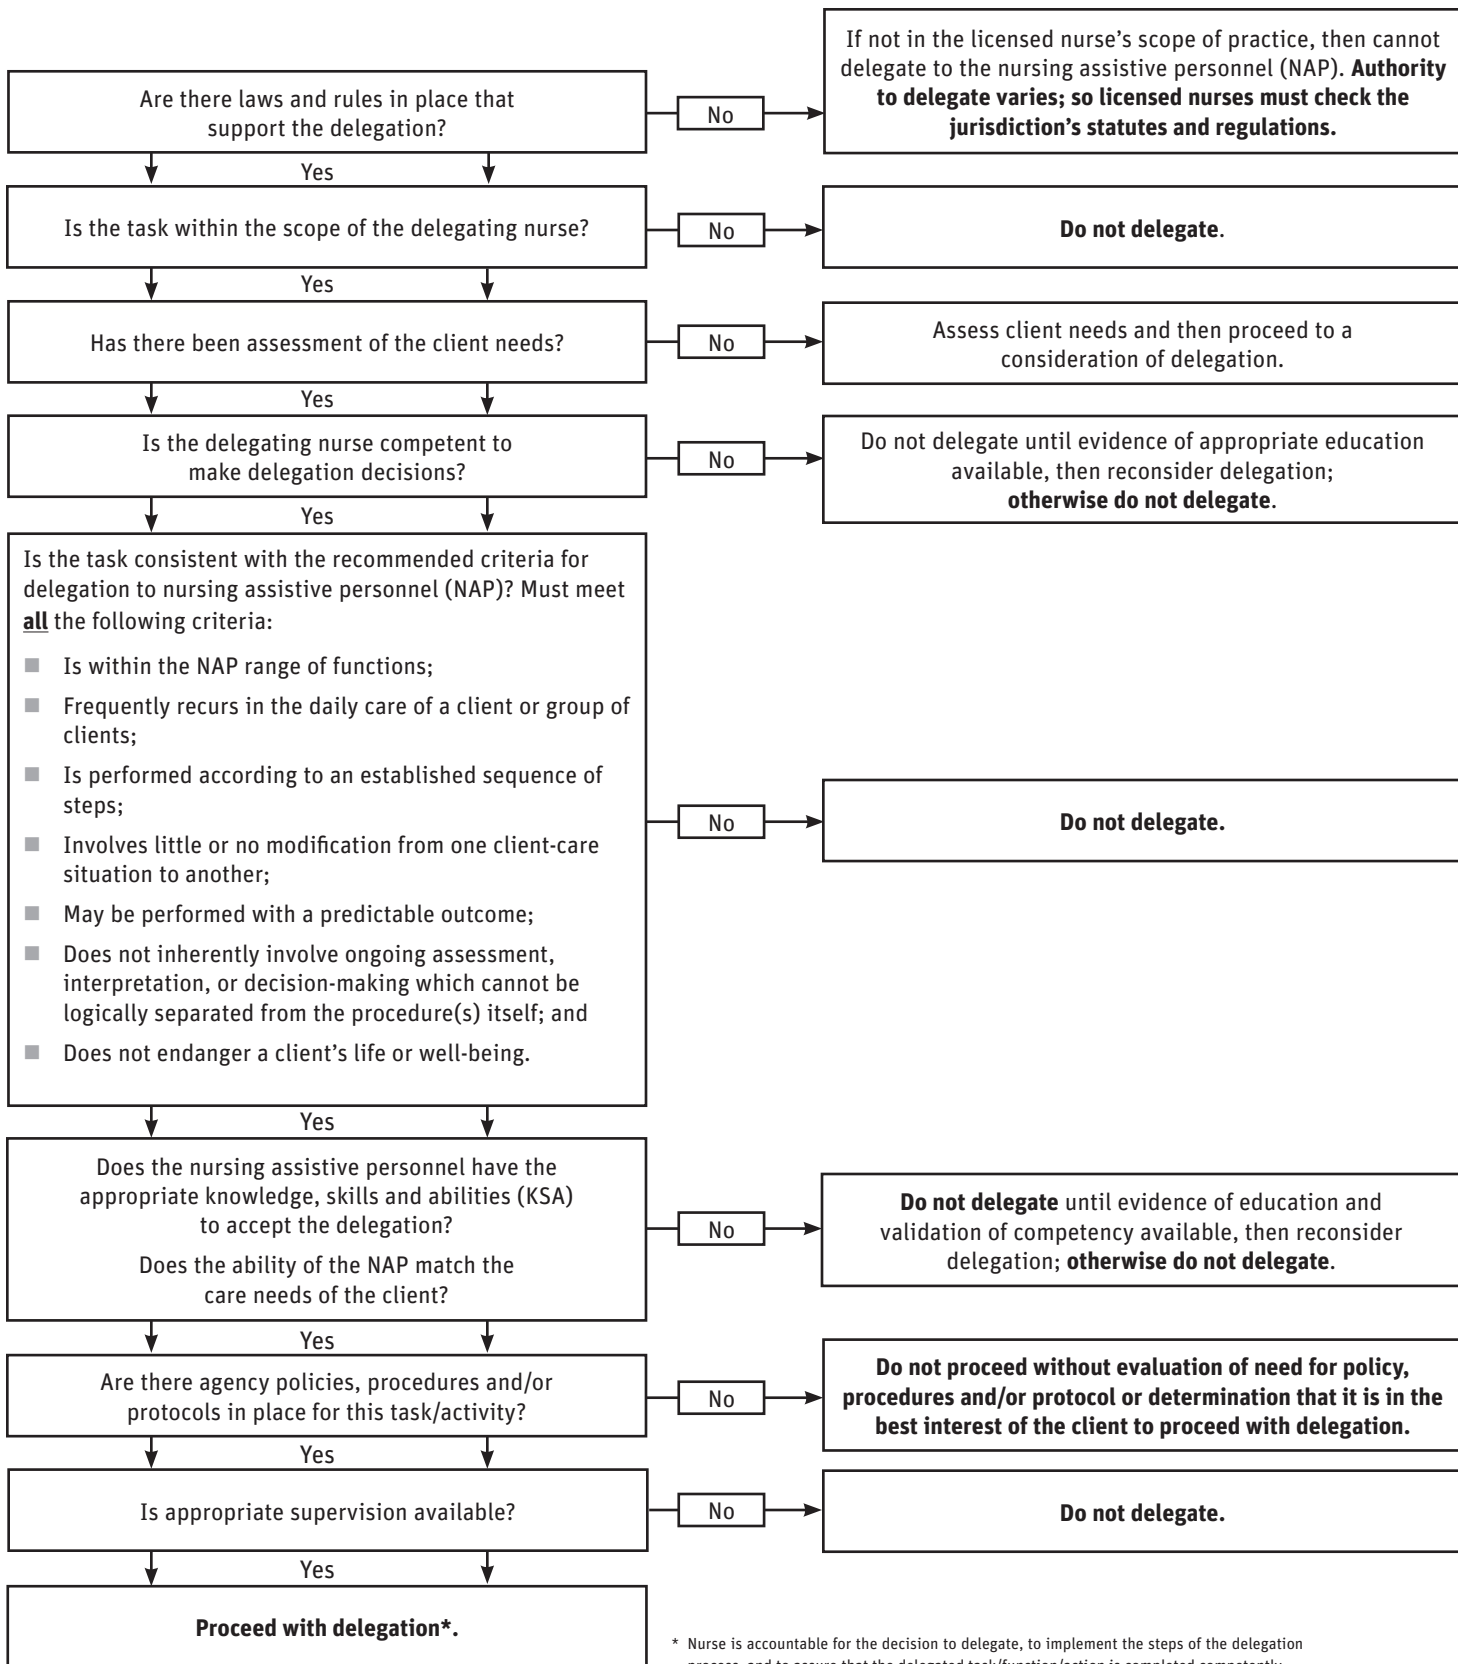 Are there laws and rules in place that
support the delegation?
No
If not in the licensed nurse's scope of practice, then cannot
delegate to the nursing assistive personnel (NAP). Authority
to delegate varies; so licensed nurses must check the
jurisdiction's statutes and regulations.
Yes
Is the task within the scope of the delegating nurse?
No
Do not delegate.
Yes
Has there been assessment of the client needs?
No
Assess client needs and then proceed to a
consideration of delegation.
Yes
Is the delegating nurse competent to
make delegation decisions?
No
Do not delegate until evidence of appropriate education
available, then reconsider delegation;
otherwise do not delegate.
Yes
Is the task consistent with the recommended criteria for
delegation to nursing assistive personnel (NAP)? Must meet
all the following criteria:
■ Is within the NAP range of functions;
■ Frequently recurs in the daily care of a client or group of
clients;
■ Is performed according to an established sequence of
steps;
■ Involves little or no modification from one client-care
situation to another;
■ May be performed with a predictable outcome;
■ Does not inherently involve ongoing assessment,
interpretation, or decision-making which cannot be
logically separated from the procedure(s) itself; and
■ Does not endanger a client's life or well-being.
No
Do not delegate.
Yes
Does the nursing assistive personnel have the
appropriate knowledge, skills and abilities (KSA)
to accept the delegation?
Does the ability of the NAP match the
care needs of the client?
No
Do not delegate until evidence of education and
validation of competency available, then reconsider
delegation; otherwise do not delegate.
Yes
Are there agency policies, procedures and/or
protocols in place for this task/activity?
No
Do not proceed without evaluation of need for policy,
procedures and/or protocol or determination that it is in the
best interest of the client to proceed with delegation.
Yes
Is appropriate supervision available?
No
Do not delegate.
Yes
Proceed with delegation*.
* Nurse is accountable for the decision to delegate, to implement the steps of the delegation
process, and to assure that the delegated task/function/action is completed competently.